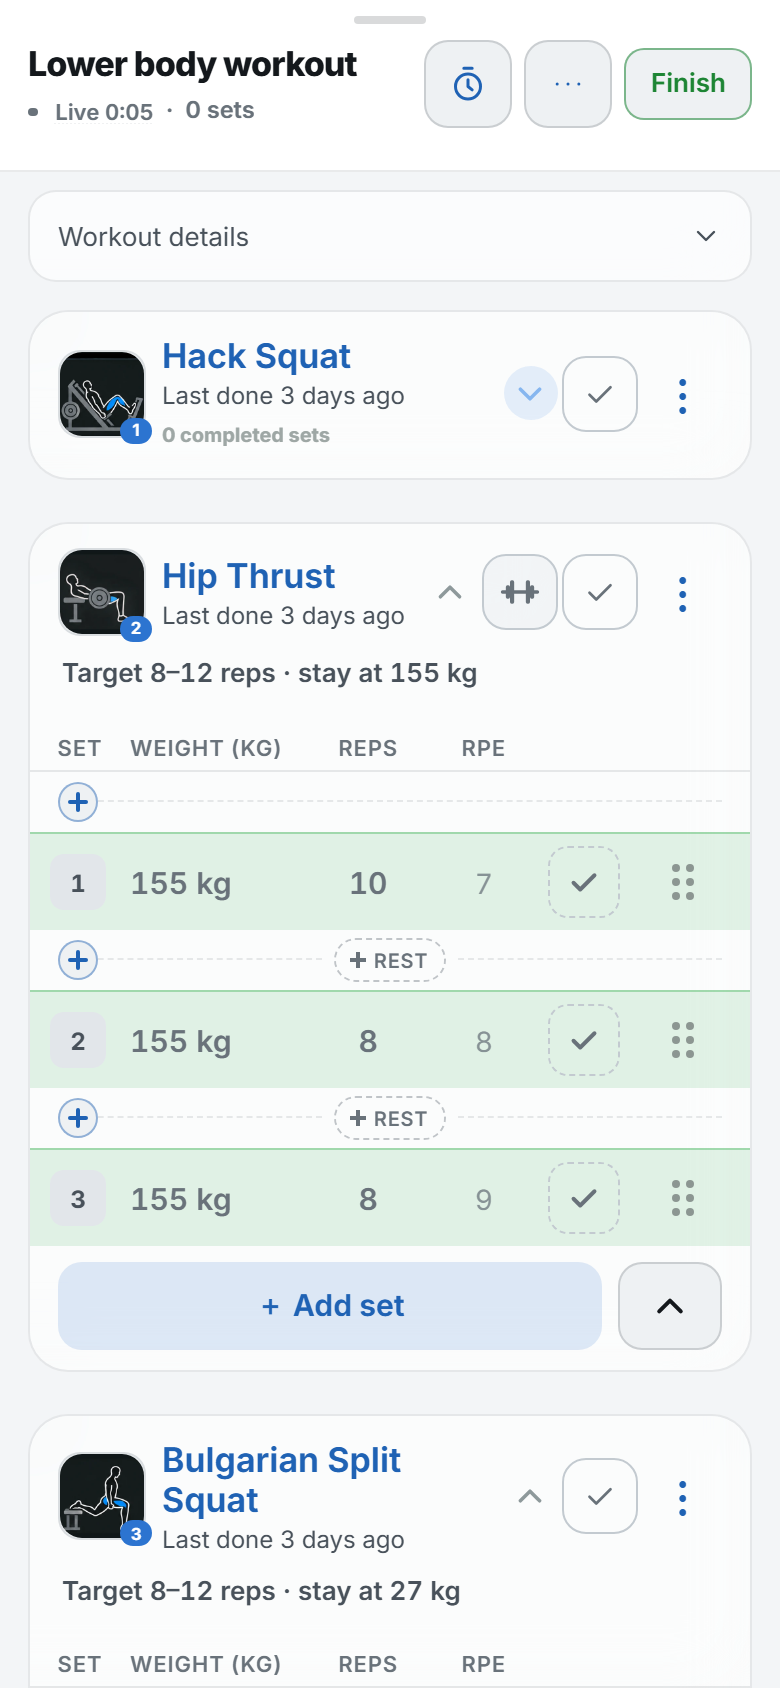 Lower body workout
Live 0:05 · 0 sets
...
Finish
Workout details
Hack Squat
Last done 3 days ago
1
0 completed sets
Hip Thrust
Last done 3 days ago
2
Target 8–12 reps · stay at 155 kg
SET WEIGHT (KG) REPS RPE
+
1 155 kg 10 7
+ + REST
2 155 kg 8 8
+ + REST
3 155 kg 8 9
+ Add set
Bulgarian Split
Squat
Last done 3 days ago
3
Target 8–12 reps · stay at 27 kg
SET WEIGHT (KG) REPS RPE